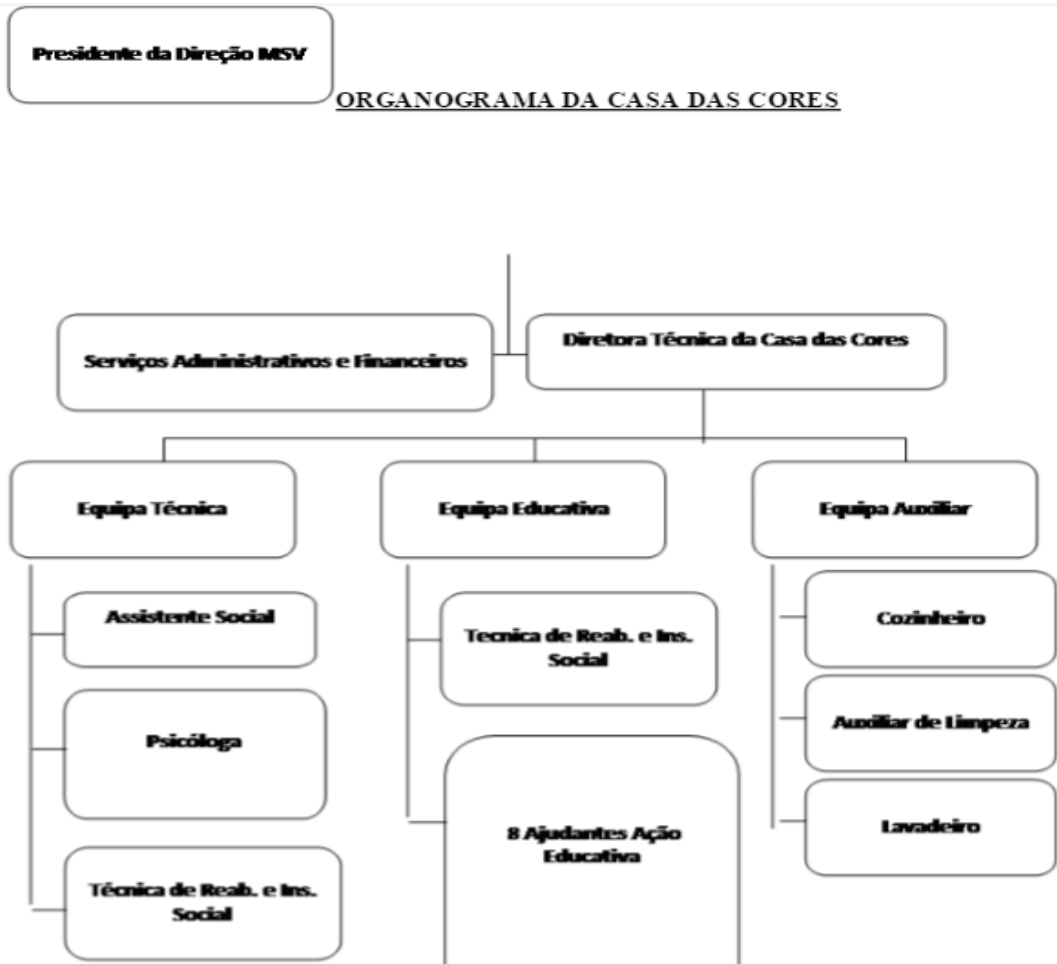 Presidente da Direção MSV
ORGANOGRAMA DA CASA DAS CORES
Serviços Administrativos e Financeiros
Diretora Técnica da Casa das Cores
Equipa Técnica
Equipa Educativa
Equipa Auxiliar
Assistente Social
Psicóloga
Técnica de Reab. e Ins.
Social
Tecnica de Reab. e Ins.
Social
8 Ajudantes Ação
Educativa
Cozinheiro
Auxiliar de Limpeza
Lavadeiro